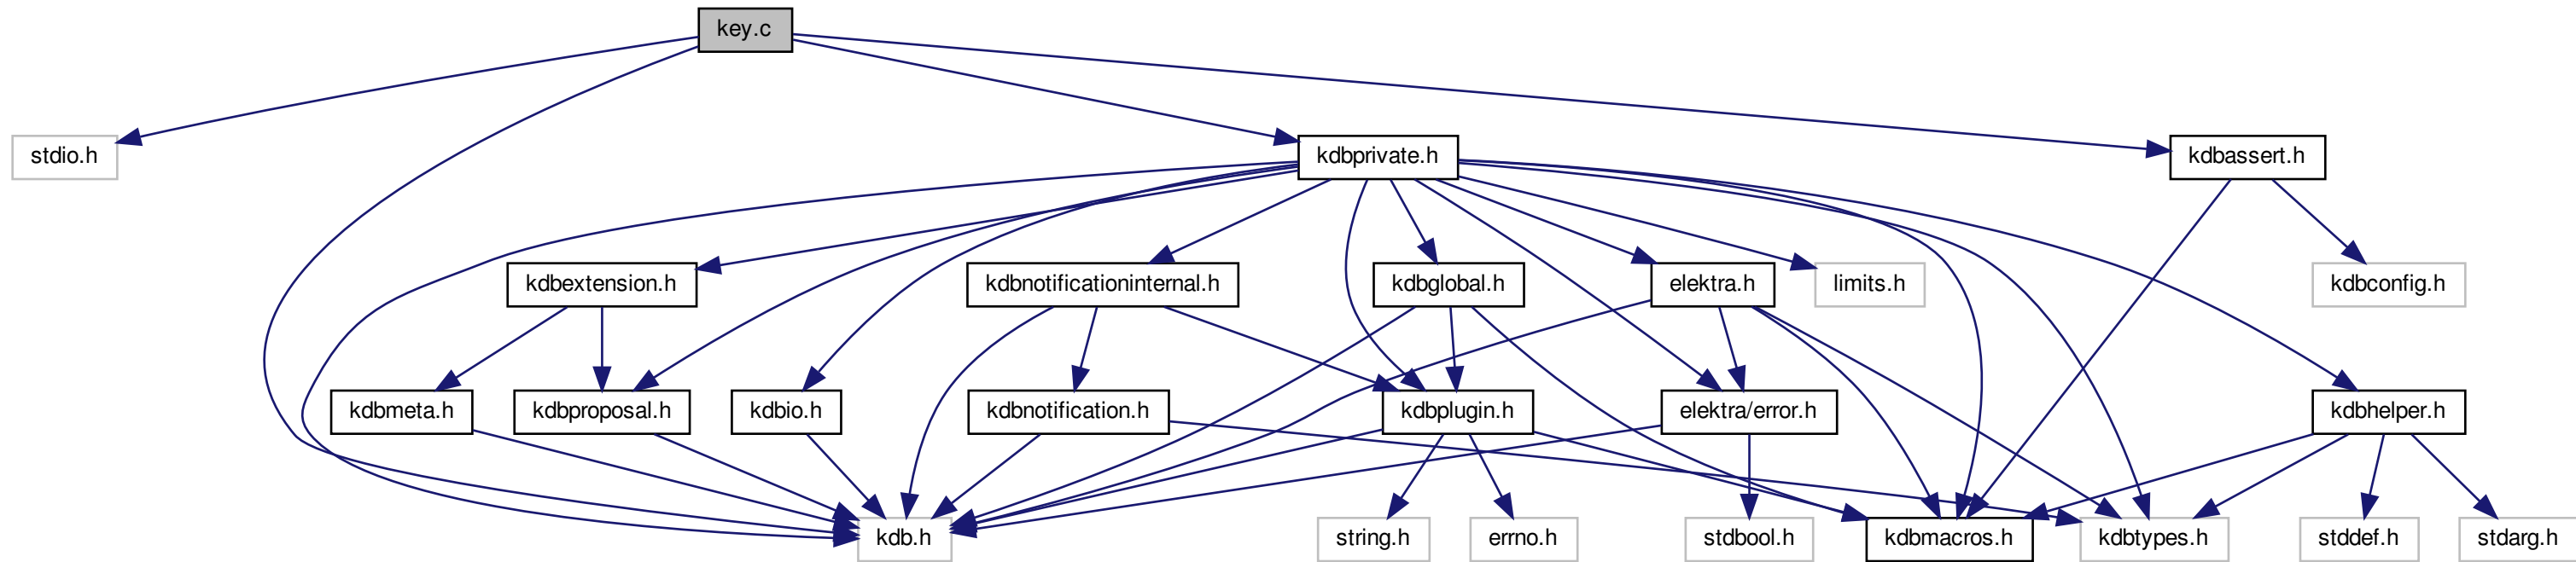 key.c
stdio.h
kdbprivate.h
kdbassert.h
kdbextension.h
kdbnotificationinternal.h
kdbglobal.h
elektra.h
limits.h
kdbconfig.h
kdbmeta.h
kdbproposal.h
kdbio.h
kdbnotification.h
kdbplugin.h
elektra/error.h
kdbhelper.h
kdb.h
string.h
errno.h
stdbool.h
kdbmacros.h
kdbtypes.h
stddef.h
stdarg.h